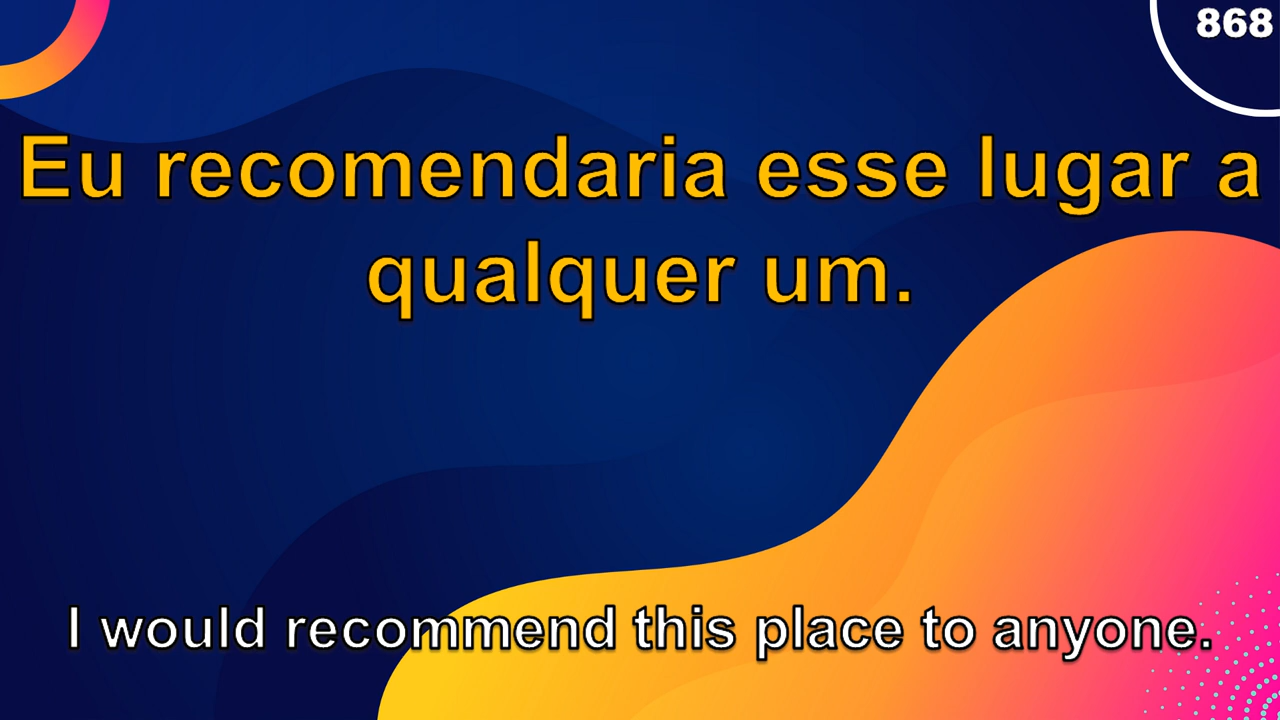 868
Eu recomendaria esse lugar a
qualquer um.
I would recommend this place to anyone.